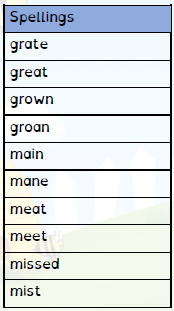 Spellings
grate
great
grown
groan
main
mane
meat
meet
missed
mist